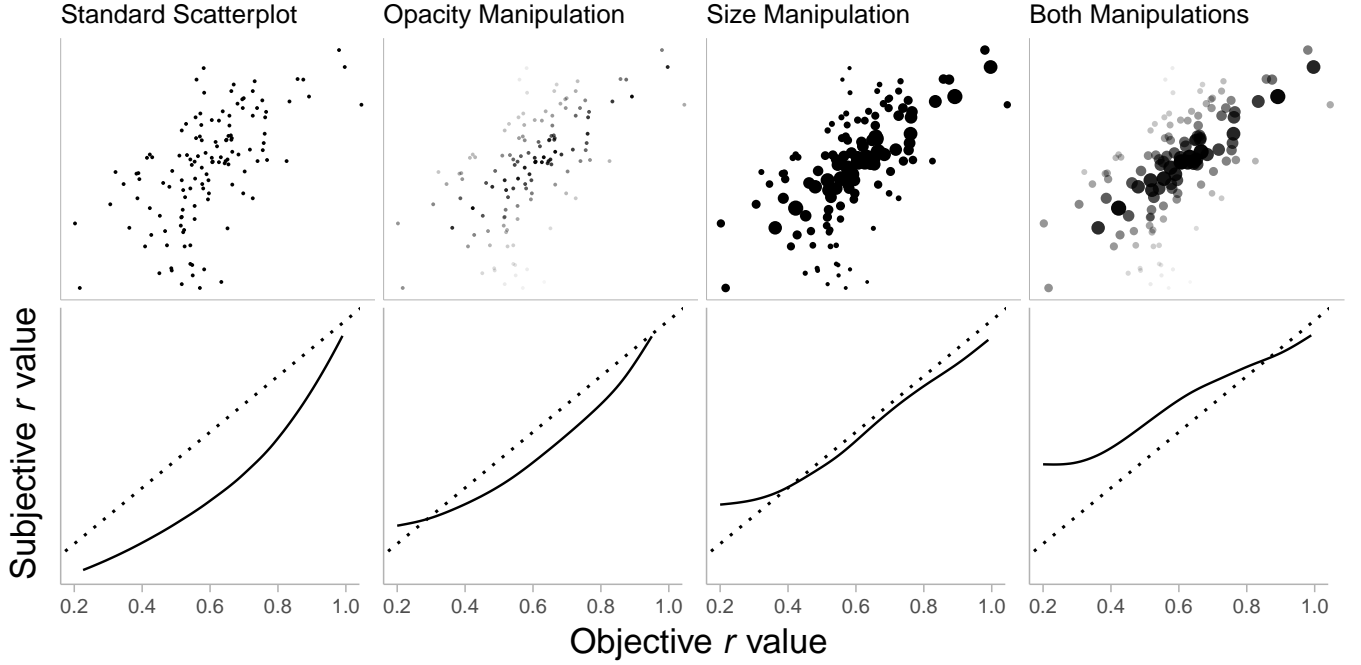 Standard Scatterplot
Opacity Manipulation
Size Manipulation
Both Manipulations
Subjective r value
0.2 0.4 0.6 0.8 1.0
0.2 0.4 0.6 0.8 1.0
0.2 0.4 0.6 0.8 1.0
0.2 0.4 0.6 0.8 1.0
Objective r value